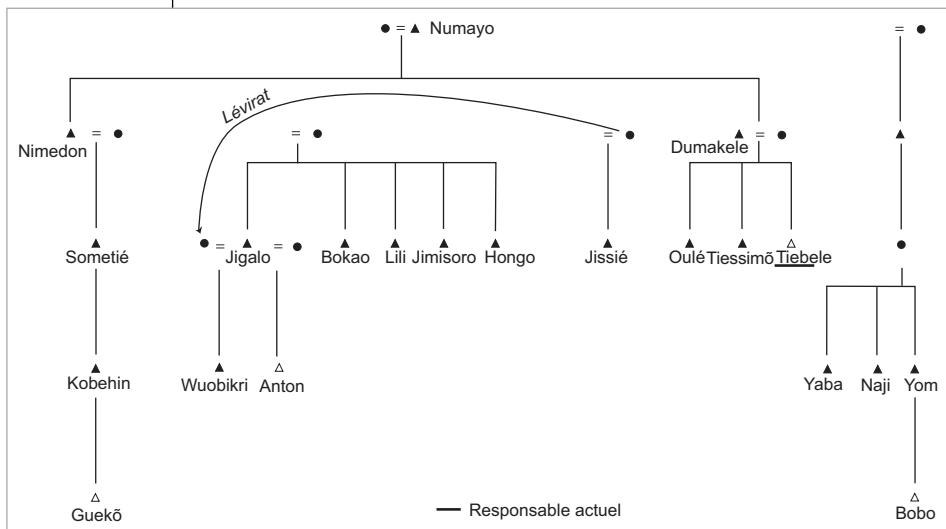 Numayo
Lévirat
Nimedon
Dumakele
Sometié
Jigalo
Bokao
Lili
Jimisoro
Hongo
Jissié
Oulé
Tiessimõ
Tiebele
Kobehin
Wuobikri
Anton
Yaba
Naji
Yom
Guekõ
Responsable actuel
Bobo